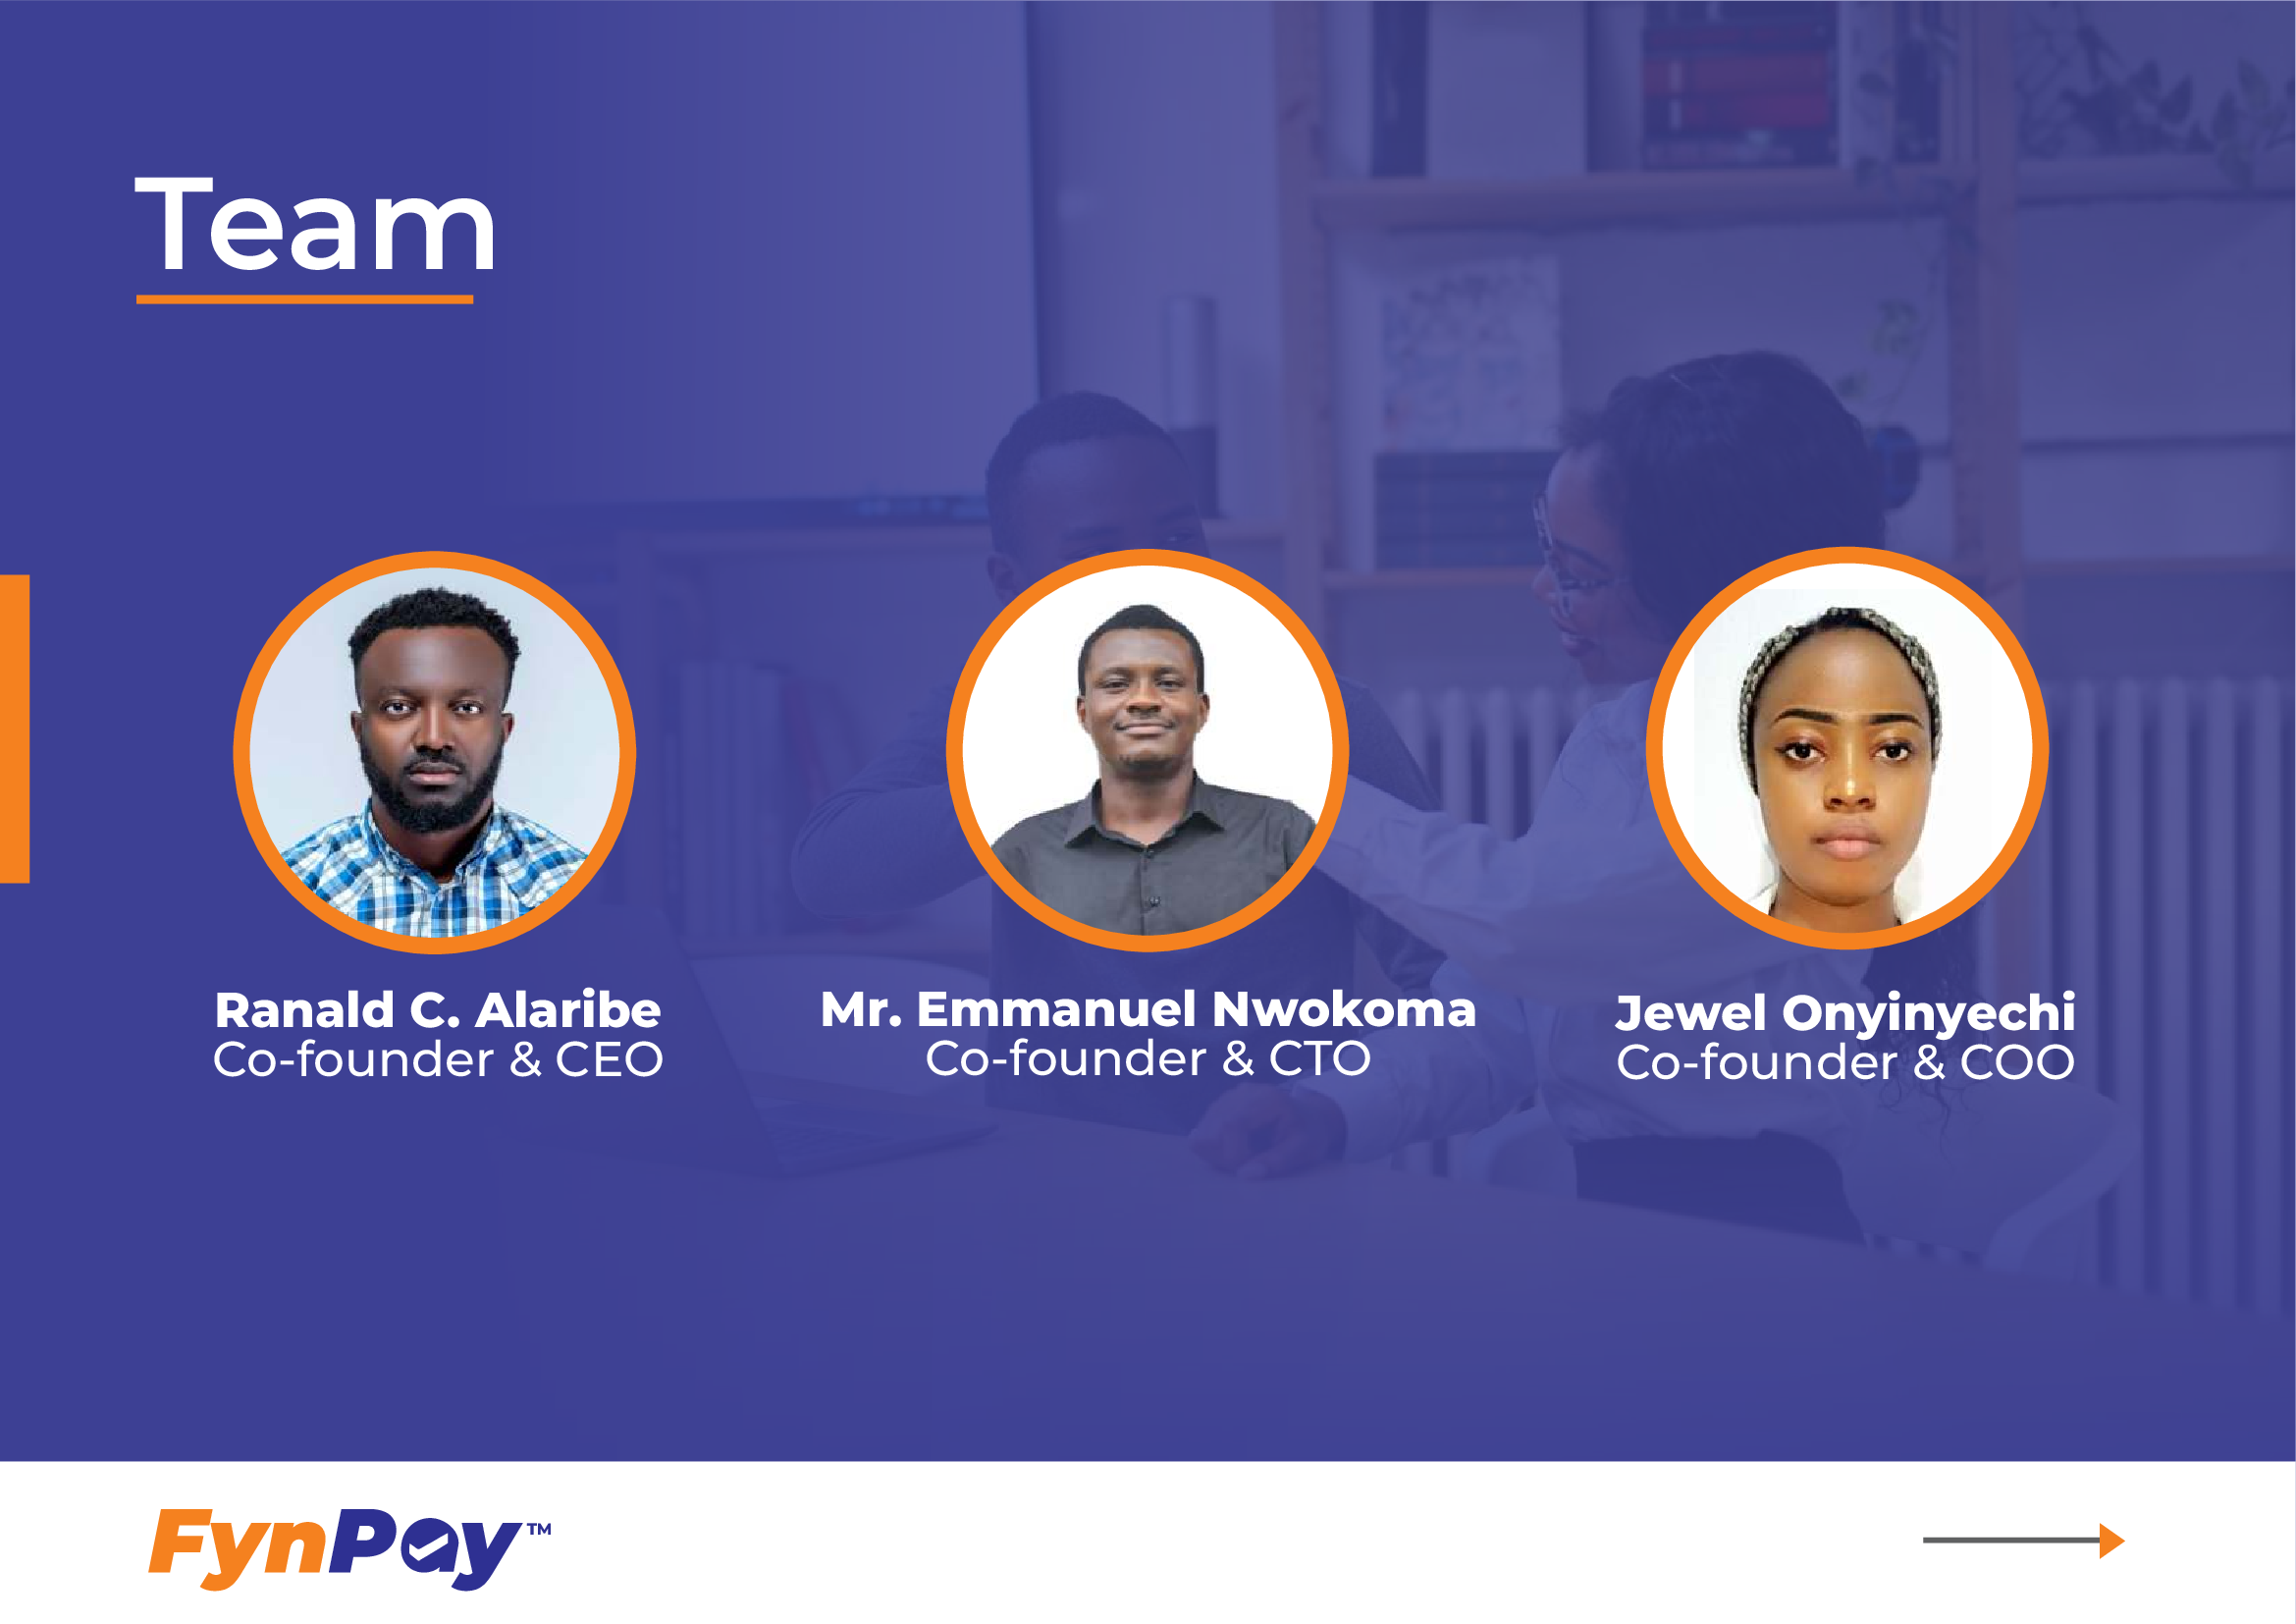 Team
Ranald C. Alaribe
Co-founder & CEO
Mr. Emmanuel Nwokoma
Co-founder & CTO
Jewel Onyinyechi
Co-founder & COO
FynPay™